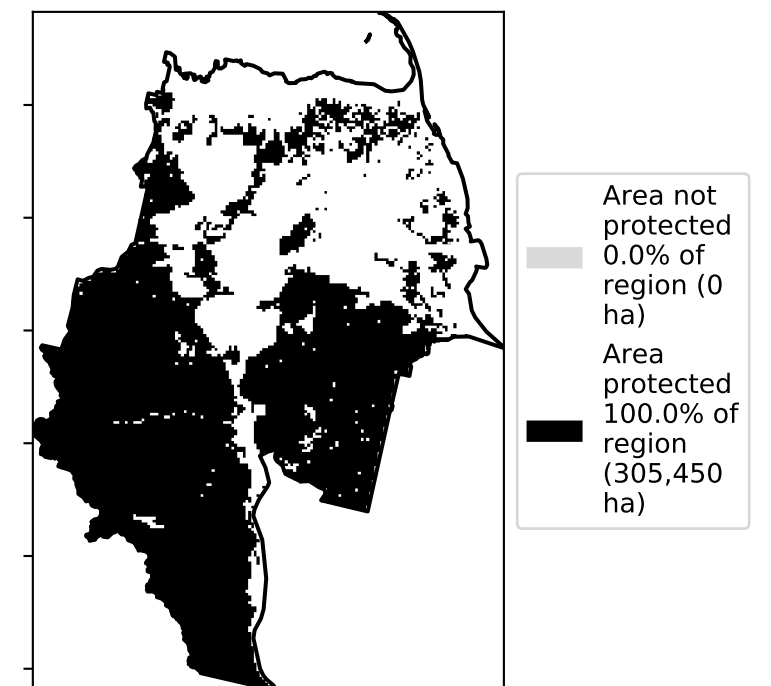 Area not
protected
0.0% of
region (0
ha)
Area
protected
100.0% of
region
(305,450
ha)